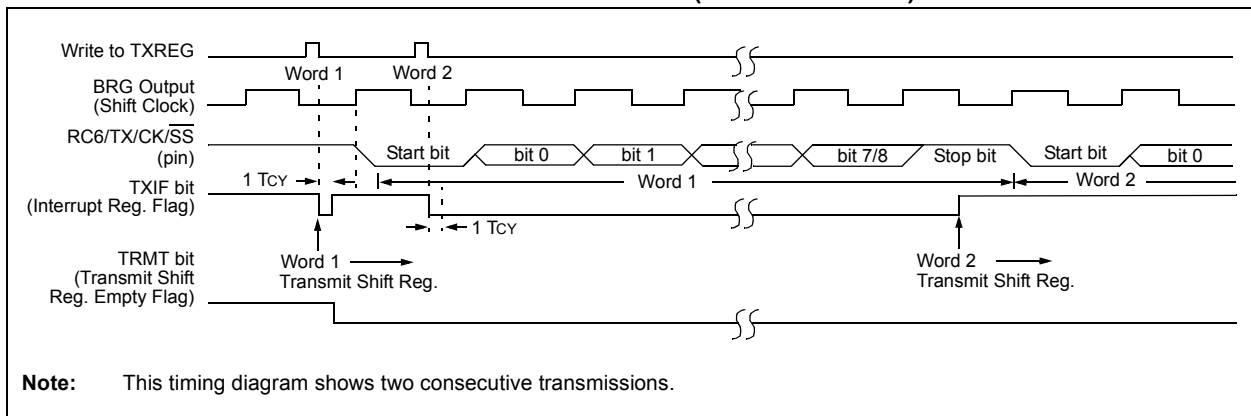 Write to TXREG
Word 1
Word 2
BRG Output
(Shift Clock)
RC6/TX/CK/SS
(pin)
Start bit
bit 0
bit 1
bit 7/8
Stop bit
Start bit
bit 0
1 TCY
Word 1
Word 2
TXIF bit
(Interrupt Reg. Flag)
1 TCY
TRMT bit
(Transmit Shift
Reg. Empty Flag)
Word 1
Transmit Shift Reg.
Word 2
Transmit Shift Reg.
Note: This timing diagram shows two consecutive transmissions.